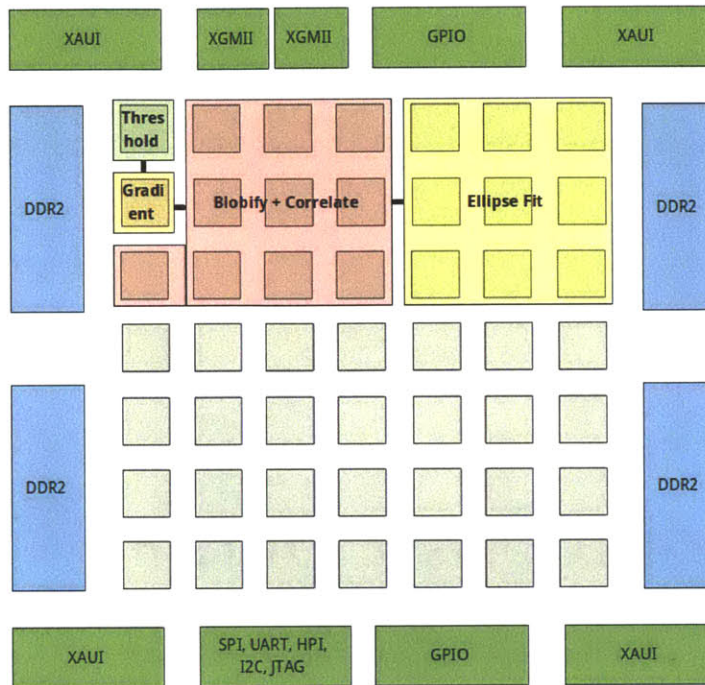 XAUI
XGMII
XGMII
GPIO
XAUI
DDR2
Thres
hold
Gradi
ent
Blobify + Correlate
Ellipse Fit
DDR2
DDR2
DDR2
XAUI
SPI, UART, HPI,
I2C, JTAG
GPIO
XAUI